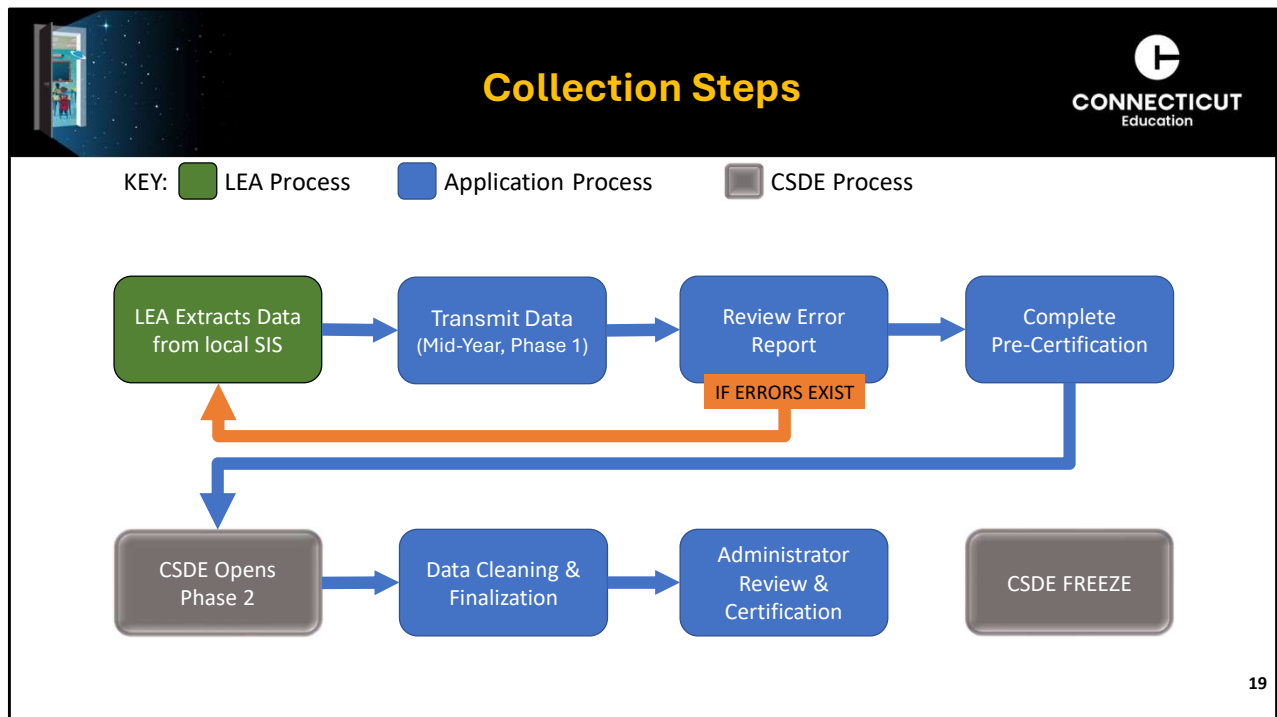 Collection Steps
CONNECTICUT
Education
KEY:
LEA Process
Application Process
CSDE Process
LEA Extracts Data
from local SIS
Transmit Data
(Mid-Year, Phase 1)
Review Error
Report
IF ERRORS EXIST
Complete
Pre-Certification
CSDE Opens
Phase 2
Data Cleaning &
Finalization
Administrator
Review &
Certification
CSDE FREEZE
19